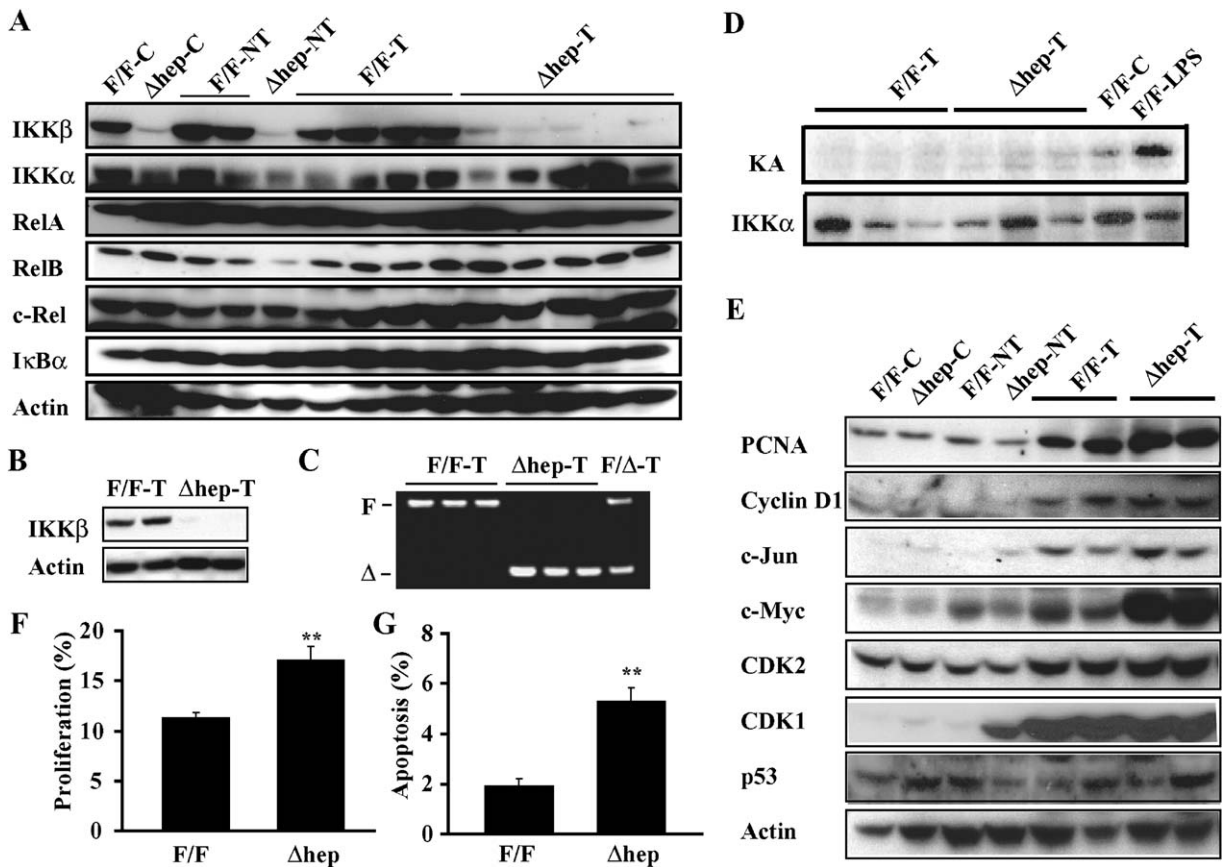 A
F/F-C
Δhep-C
F/F-NT
Δhep-NT
F/F-T
Δhep-T
IKKβ
IKKα
RelA
RelB
c-Rel
IκBα
Actin
B
F/F-T Δhep-T
IKKβ
Actin
C
F/F-T Δhep-T F/Δ-T
F
Δ
D
F/F-T
Δhep-T
F/F-C
F/F-LPS
KA
IKKα
E
F/F-C
Δhep-C
F/F-NT
Δhep-NT
F/F-T
Δhep-T
PCNA
Cyclin D1
c-Jun
c-Myc
CDK2
CDK1
p53
Actin
F
Proliferation (%)
20
15
10
5
0
**
F/F Δhep
G
Apoptosis (%)
8
6
4
2
0
**
F/F Δhep